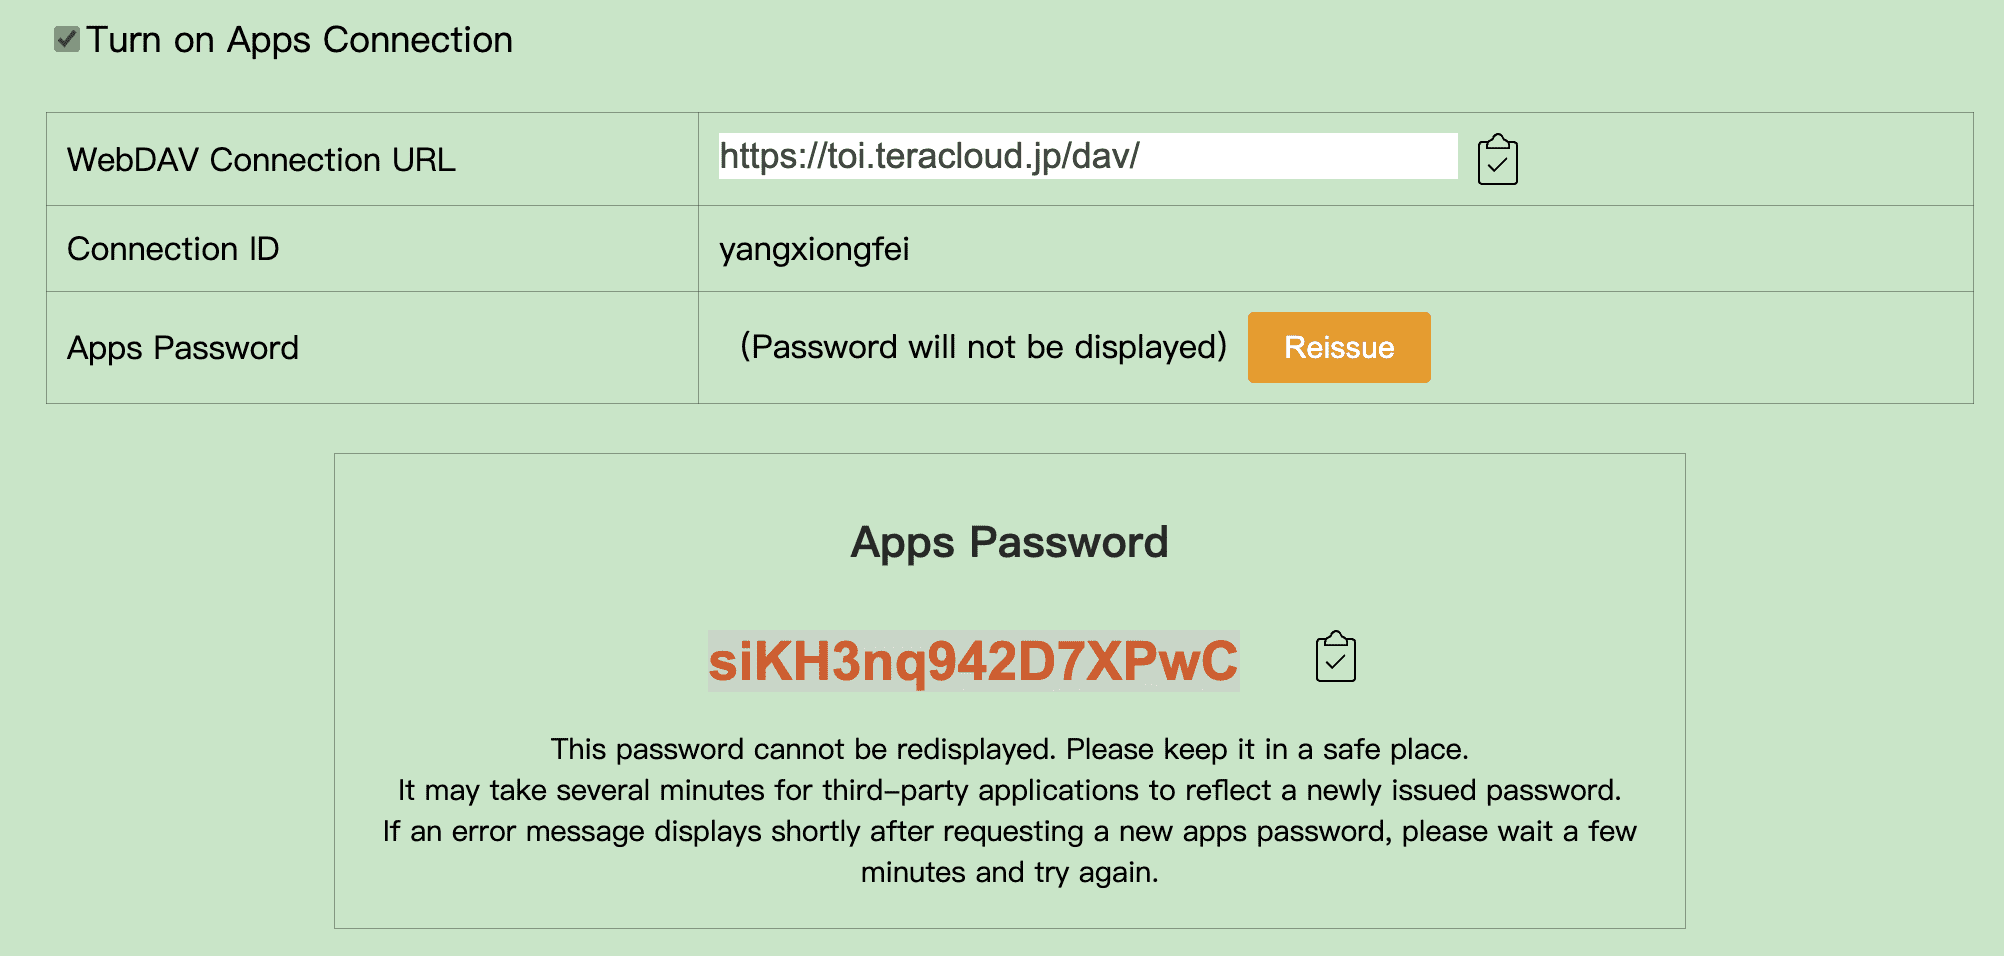 Turn on Apps Connection
WebDAV Connection URL https://toi.teracloud.jp/dav/
Connection ID yangxiongfei
Apps Password (Password will not be displayed) Reissue
Apps Password
siKH3nq942D7XPwC
This password cannot be redisplayed. Please keep it in a safe place.
It may take several minutes for third-party applications to reflect a newly issued password.
If an error message displays shortly after requesting a new apps password, please wait a few
minutes and try again.